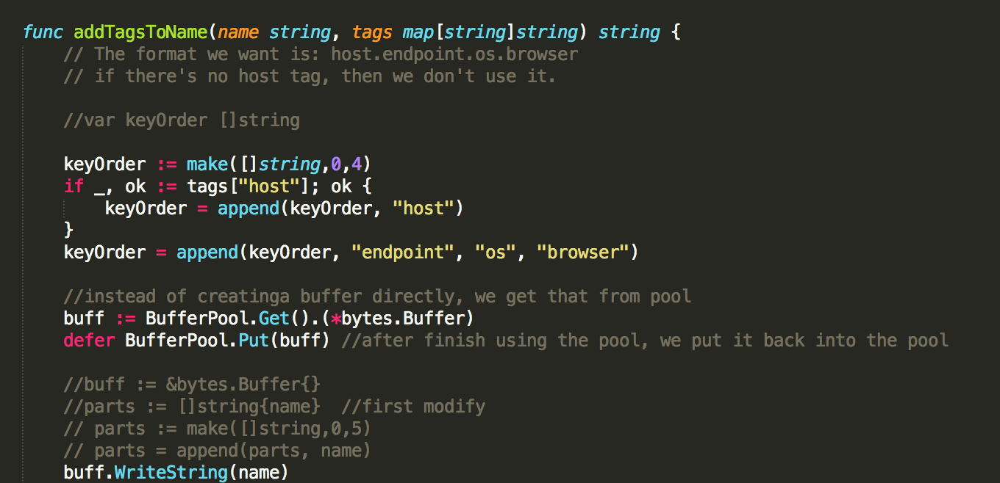 func addTagsToName(name string, tags map[string]string) string {
// The format we want is: host.endpoint.os.browser
// if there's no host tag, then we don't use it.
//var keyOrder []string
keyOrder := make([]string,0,4)
if _, ok := tags["host"]; ok {
keyOrder = append(keyOrder, "host")
}
keyOrder = append(keyOrder, "endpoint", "os", "browser")
//instead of creatinga buffer directly, we get that from pool
buff := BufferPool.Get().(*bytes.Buffer)
defer BufferPool.Put(buff) //after finish using the pool, we put it back into the pool
//buff := &bytes.Buffer{}
//parts := []string{name}  //first modify
// parts := make([]string,0,5)
// parts = append(parts, name)
buff.WriteString(name)